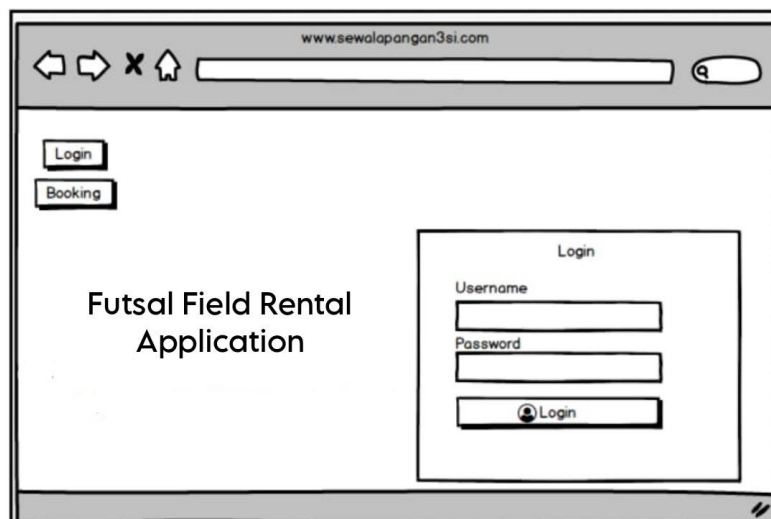 www.sewalapangan3si.com
Login
Booking
Futsal Field Rental
Application
Login
Username
Password
Login